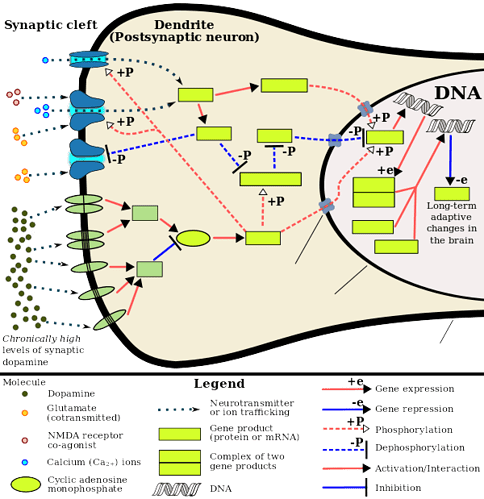 Synaptic cleft
Dendrite
(Postsynaptic neuron)
DNA
+P
+P
-P
-P
-P
-P
+P
+P
+P
+e
-e
Long-term
adaptive
changes in
the brain
Chronically high
levels of synaptic
dopamine
Molecule
Dopamine
Glutamate
(cotransmitted)
NMDA receptor
co-agonist
Calcium (Ca2+) ions
Cyclic adenosine
monophosphate
Legend
Neurotransmitter
or ion trafficking
Gene product
(protein or mRNA)
Complex of two
gene products
DNA
+e
Gene expression
-e
Gene repression
+P
Phosphorylation
-P
Dephosphorylation
Activation/Interaction
Inhibition